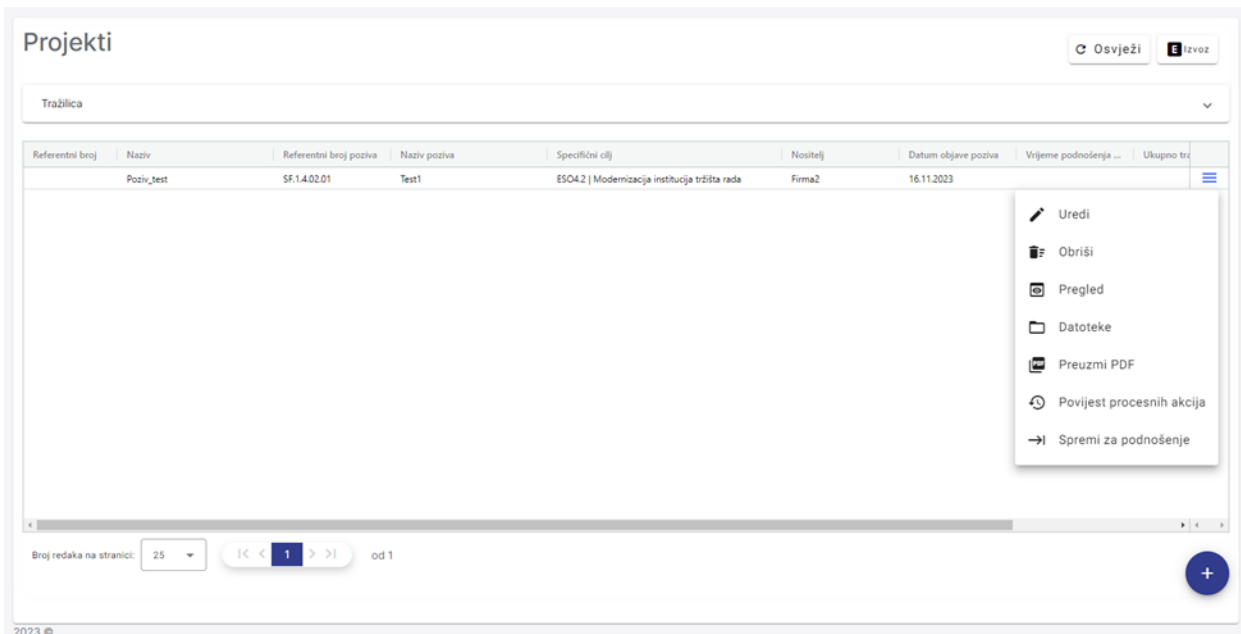 Projekti
Osvježi
E Izvoz
Tražilica
Referentni broj Naziv Referentni broj poziva Naziv poziva Specifični cilj Nositelj Datum objave poziva Vrijeme podnošenja ... Ukupno tra
Poziv_test SF.1.4.02.01 Test1 ESO4.2 | Modernizacija institucija tržišta rada Firma2 16.11.2023
Uredi
Obriši
Pregled
Datoteke
PDF Preuzmi PDF
Povijest procesnih akcija
Spremi za podnošenje
Broj redaka na stranici: 25 1 od 1
2023 ©